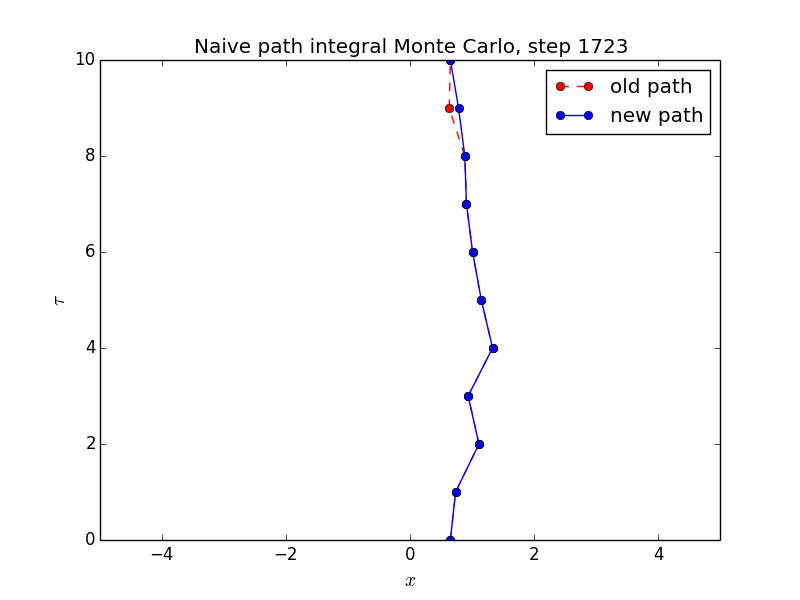 Naive path integral Monte Carlo, step 1723
old path
new path
10
8
6
4
2
0
τ
−4 −2 0 2 4
x